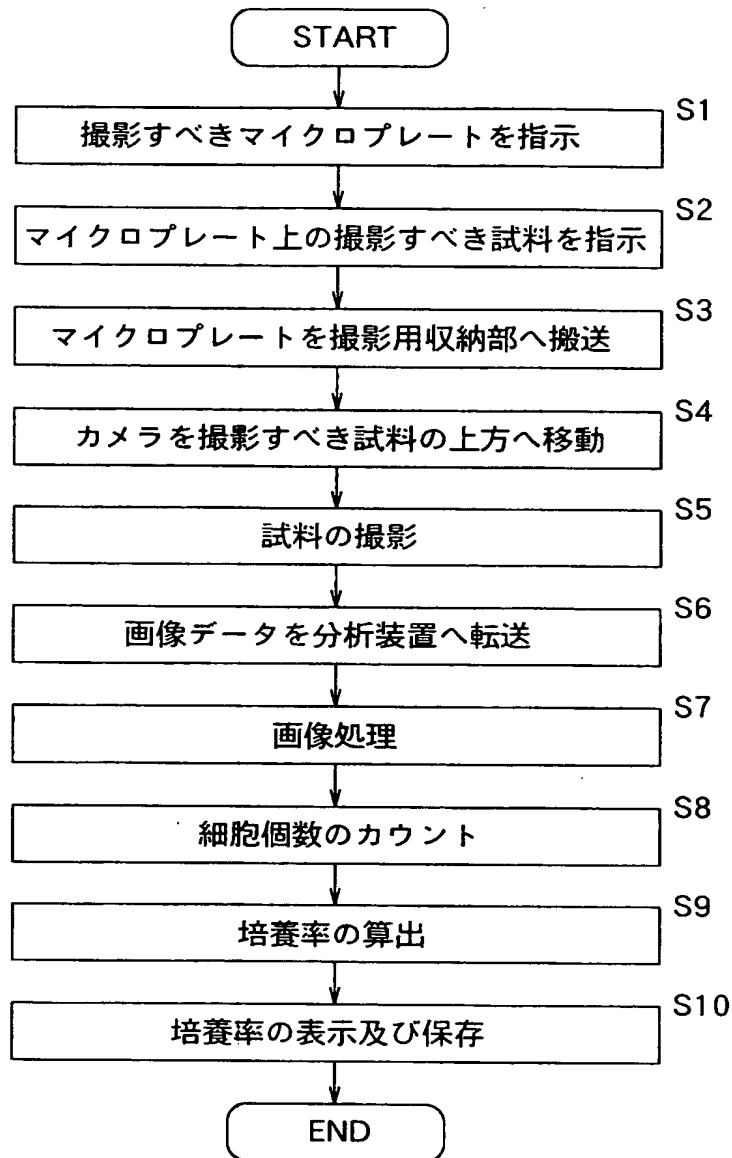 START
S1
撮影すべきマイクロプレートを指示
S2
マイクロプレート上の撮影すべき試料を指示
S3
マイクロプレートを撮影用収納部へ搬送
S4
カメラを撮影すべき試料の上方へ移動
S5
試料の撮影
S6
画像データを分析装置へ転送
S7
画像処理
S8
細胞個数のカウント
S9
培養率の算出
S10
培養率の表示及び保存
END